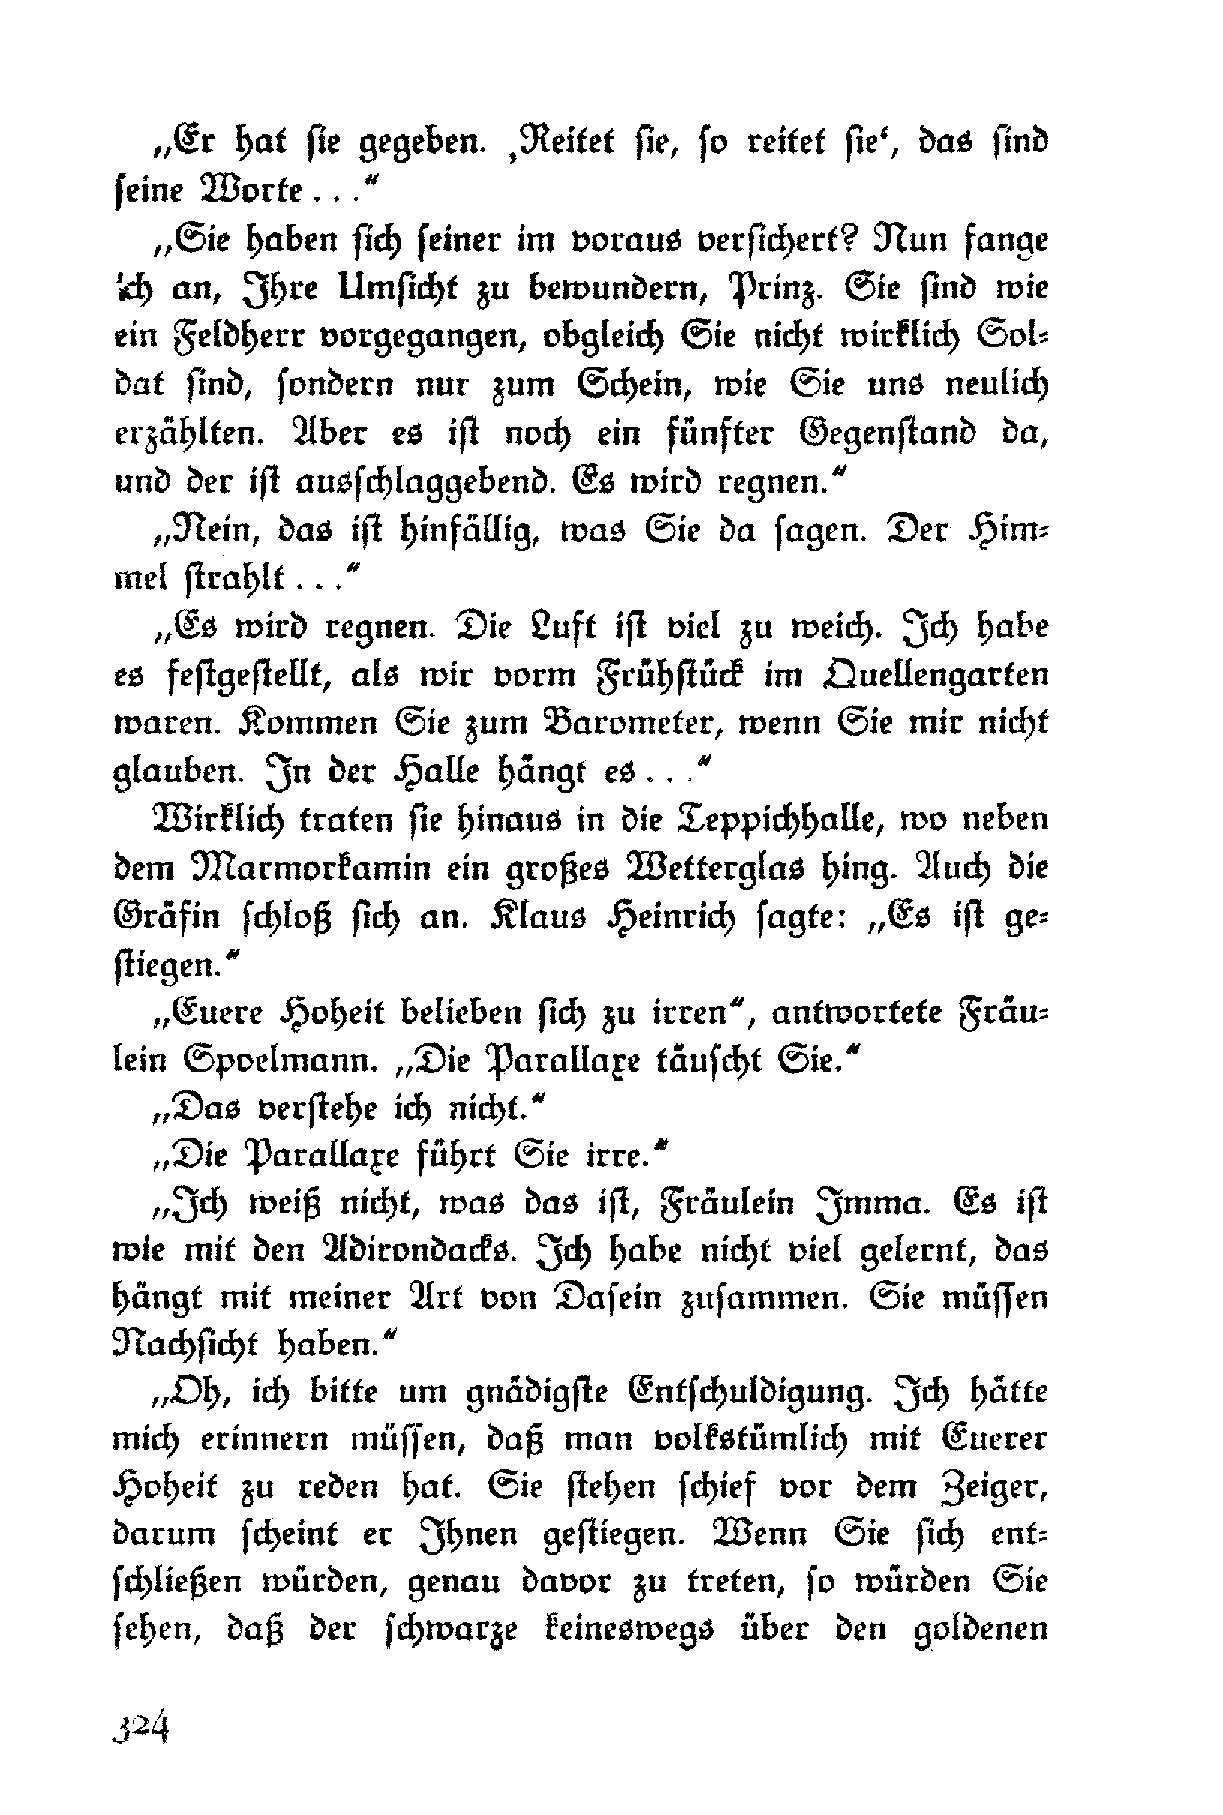 „Er hat sie gegeben. ‚Reitet sie, so reitet sie‘, das sind
seine Worte . . .“
„Sie haben sich seiner im voraus versichert? Nun fange
ich an, Ihre Umsicht zu bewundern, Prinz. Sie sind wie
ein Feldherr vorgegangen, obgleich Sie nicht wirklich Sol-
dat sind, sondern nur zum Schein, wie Sie uns neulich
erzählten. Aber es ist noch ein fünfter Gegenstand da,
und der ist ausschlaggebend. Es wird regnen.“
„Nein, das ist hinfällig, was Sie da sagen. Der Him-
mel strahlt . . .“
„Es wird regnen. Die Luft ist viel zu weich. Ich habe
es festgestellt, als wir vorm Frühstück im Quellengarten
waren. Kommen Sie zum Barometer, wenn Sie mir nicht
glauben. In der Halle hängt es . . .“
Wirklich traten sie hinaus in die Teppichhalle, wo neben
dem Marmorkamin ein großes Wetterglas hing. Auch die
Gräfin schloß sich an. Klaus Heinrich sagte: „Es ist ge-
stiegen.“
„Euere Hoheit belieben sich zu irren“, antwortete Fräu-
lein Spoelmann. „Die Parallaxe täuscht Sie.“
„Das verstehe ich nicht.“
„Die Parallaxe führt Sie irre.“
„Ich weiß nicht, was das ist, Fräulein Imma. Es ist
wie mit den Adirondacks. Ich habe nicht viel gelernt, das
hängt mit meiner Art von Dasein zusammen. Sie müssen
Nachsicht haben.“
„Oh, ich bitte um gnädigste Entschuldigung. Ich hätte
mich erinnern müssen, daß man volkstümlich mit Euerer
Hoheit zu reden hat. Sie stehen schief vor dem Zeiger,
darum scheint er Ihnen gestiegen. Wenn Sie sich ent-
schließen würden, genau davor zu treten, so würden Sie
sehen, daß der schwarze keineswegs über den goldenen
324